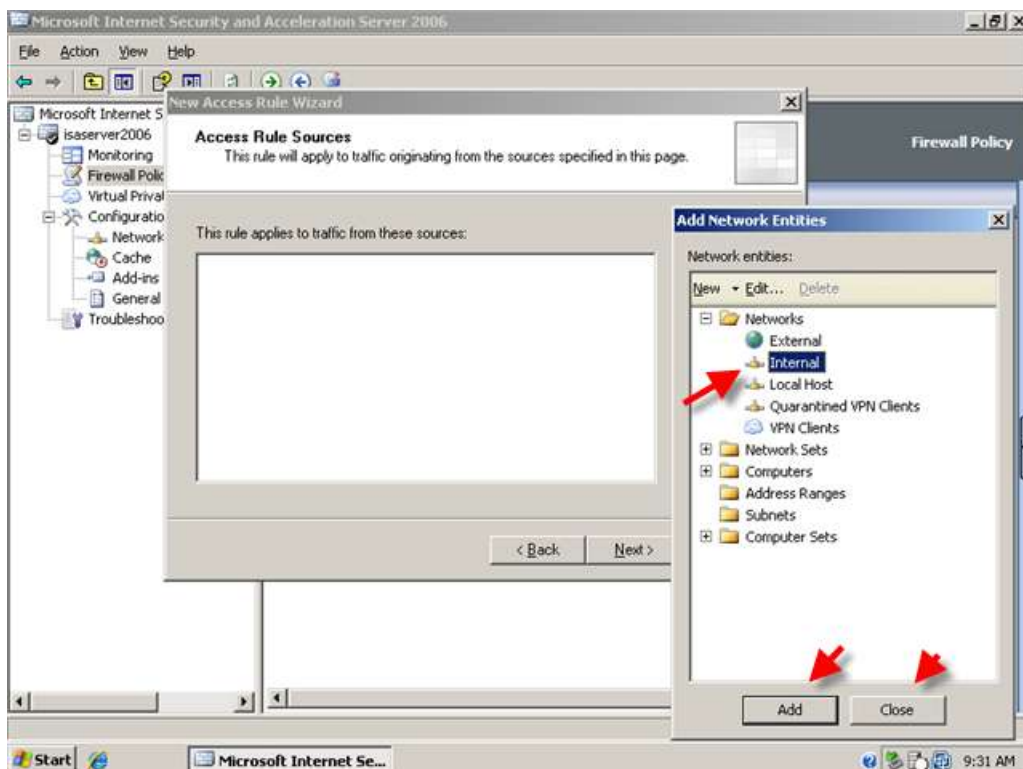 Microsoft Internet Security and Acceleration Server 2006
File Action View Help
Microsoft Internet S
isaserver2006
Monitoring
Firewall Polic
Virtual Prival
Configuratio
Network
Cache
Add-ins
General
Troubleshoo
New Access Rule Wizard
Access Rule Sources
This rule will apply to traffic originating from the sources specified in this page.
This rule applies to traffic from these sources:
< Back Next >
Firewall Policy
Add Network Entities
Network entities:
New Edit... Delete
Networks
External
Internal
Local Host
Quarantined VPN Clients
VPN Clients
Network Sets
Computers
Address Ranges
Subnets
Computer Sets
Add Close
Start Microsoft Internet Se... 9:31 AM